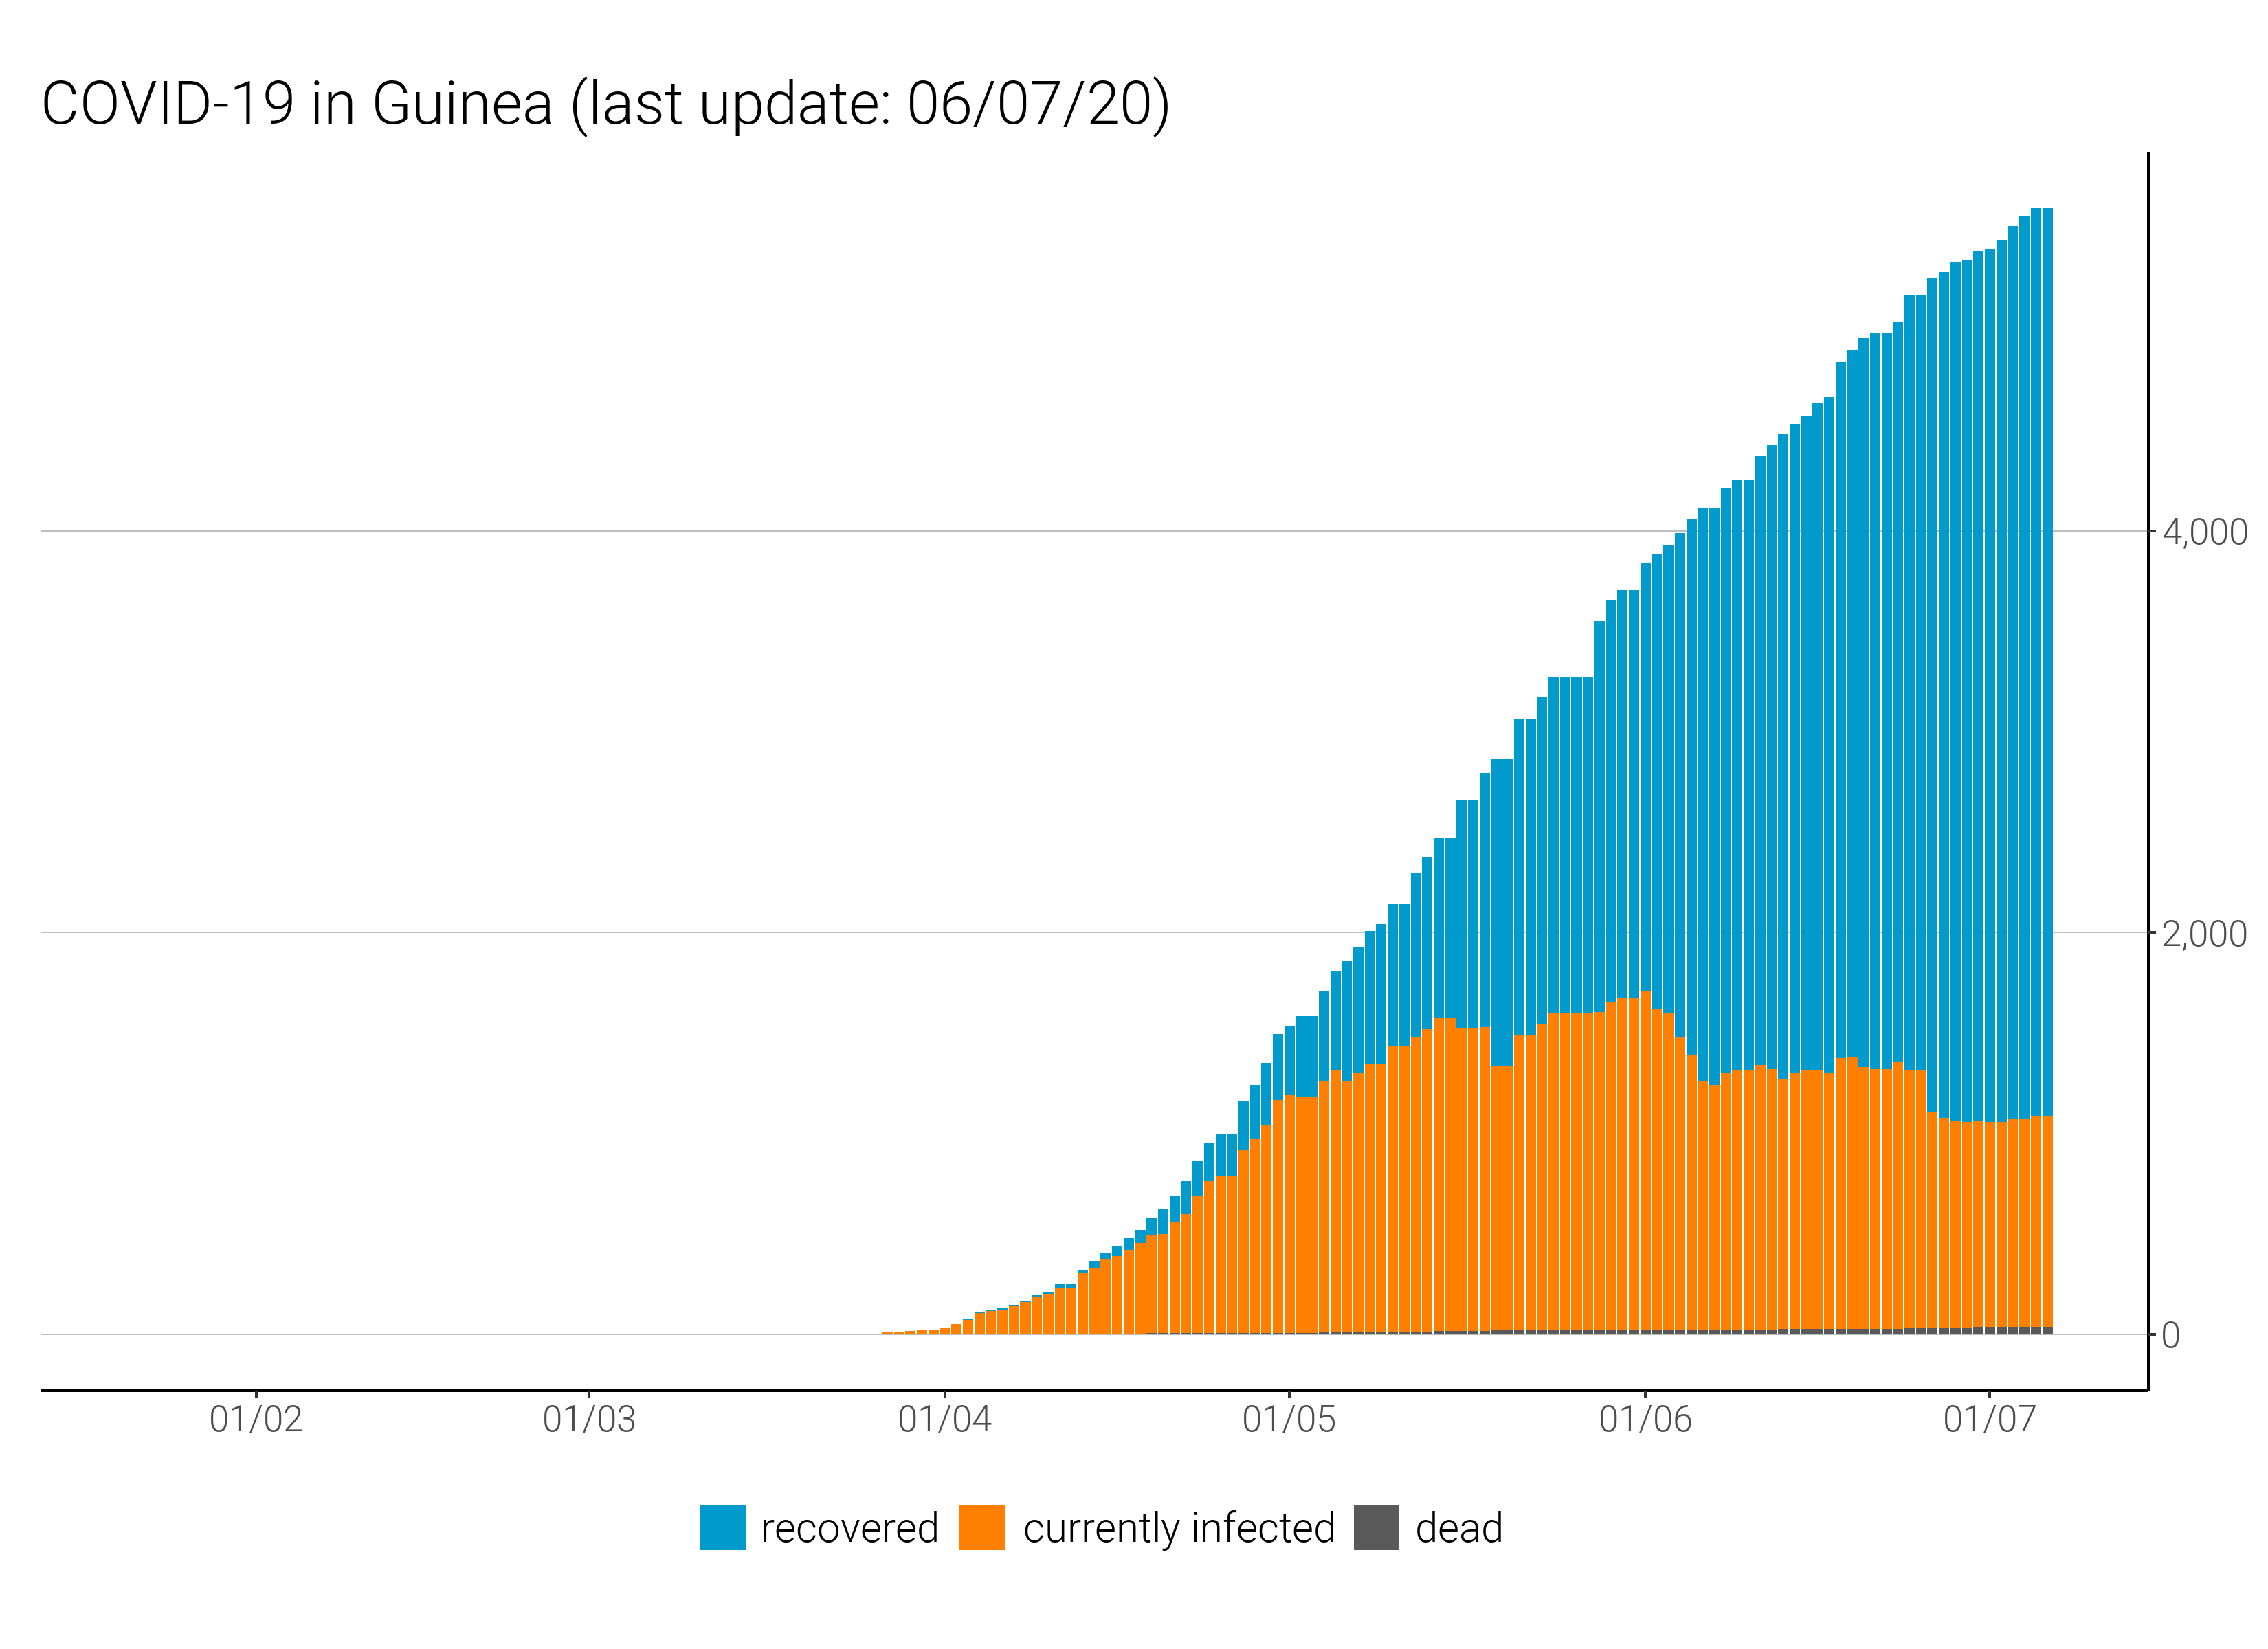 COVID-19 in Guinea (last update: 06/07/20)
4,000
2,000
0
01/02 01/03 01/04 01/05 01/06 01/07
recovered currently infected dead